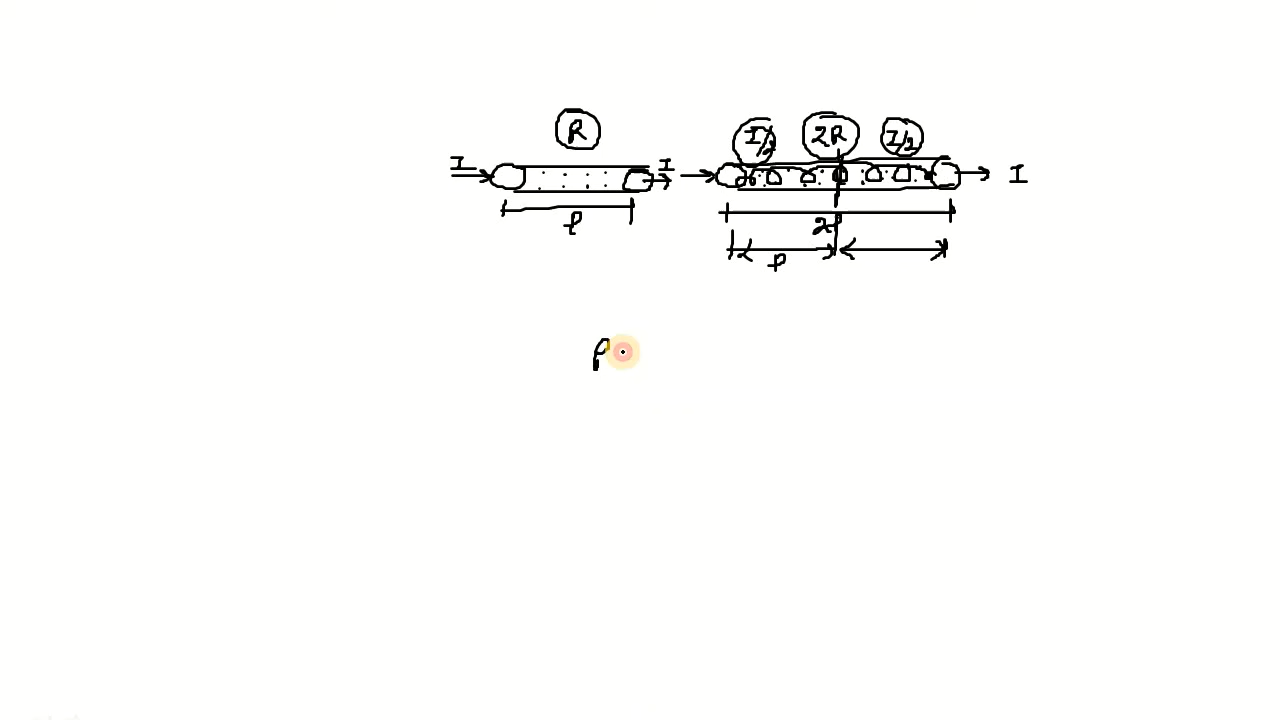 R
I/2 2R I/2
I I I
l 2l
l
ρ